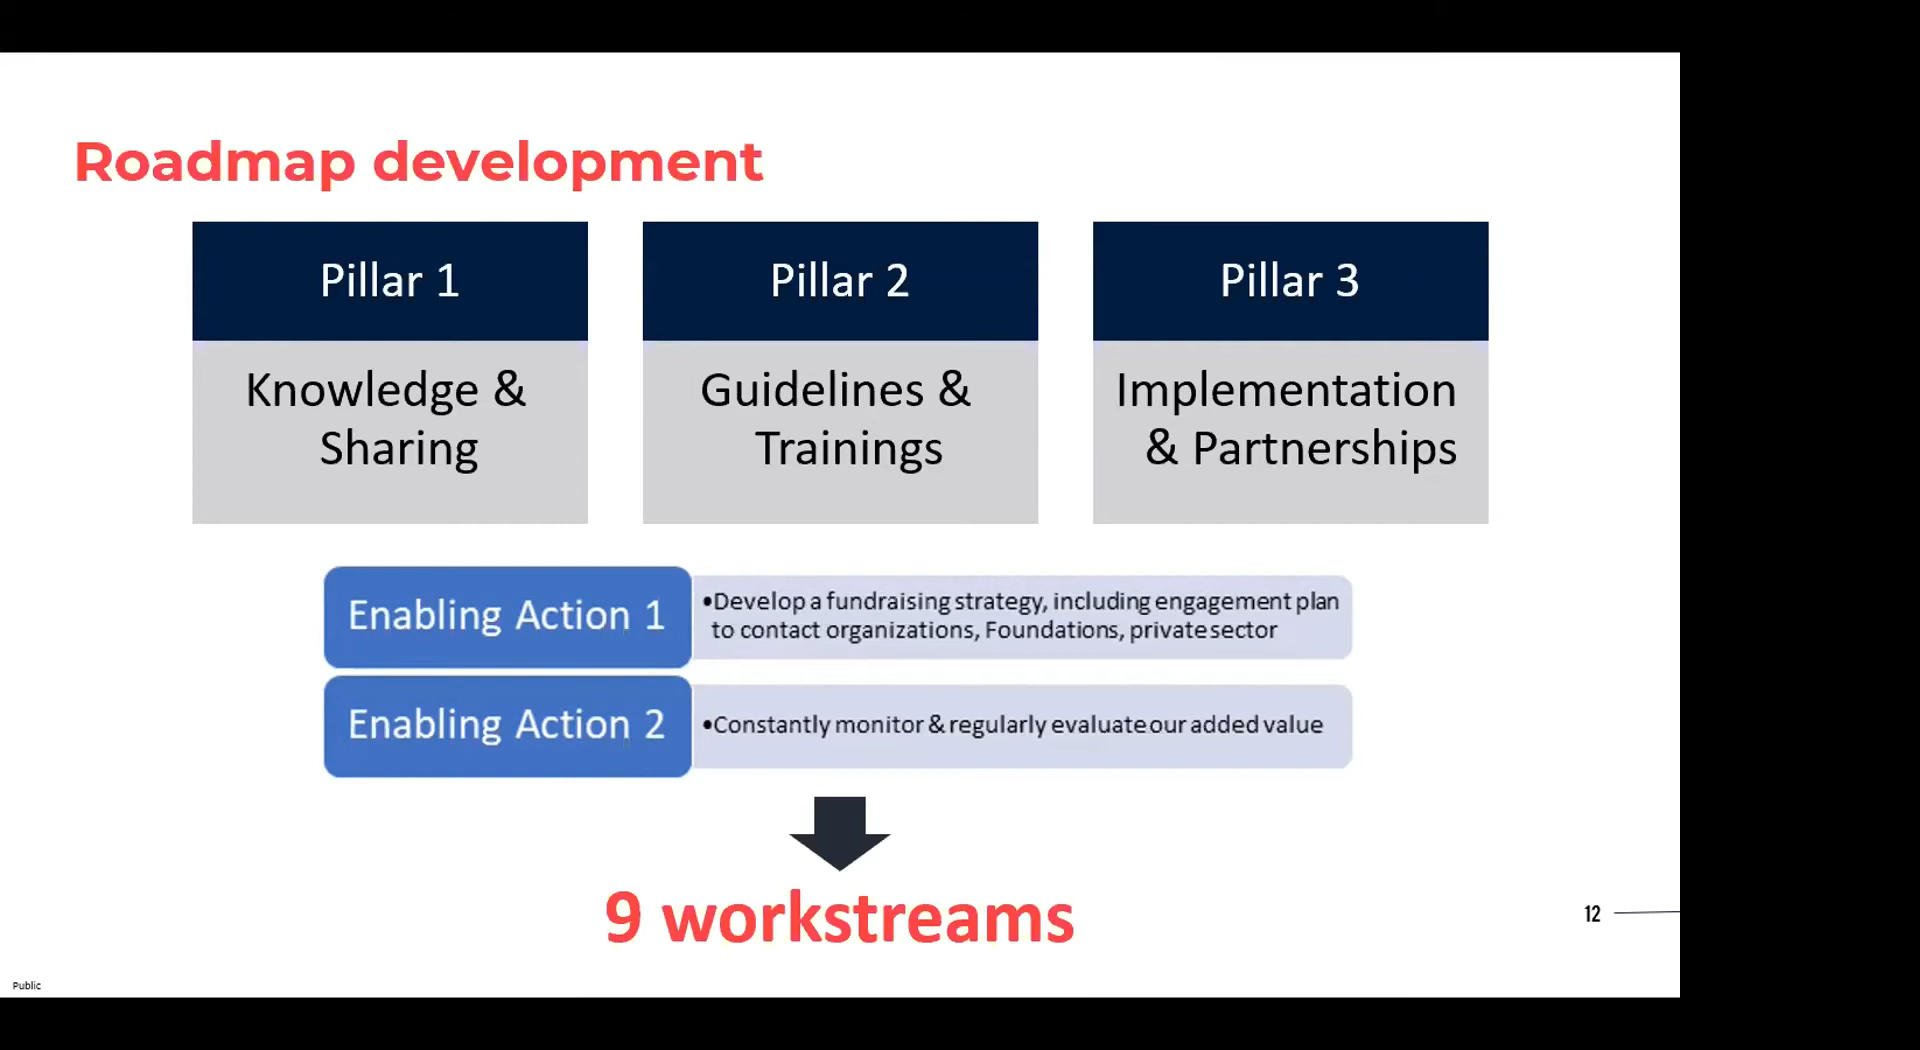 Roadmap development
Pillar 1
Knowledge &
Sharing
Pillar 2
Guidelines &
Trainings
Pillar 3
Implementation
& Partnerships
Enabling Action 1
•Develop a fundraising strategy, including engagement plan
to contact organizations, Foundations, private sector
Enabling Action 2
•Constantly monitor & regularly evaluate our added value
9 workstreams
12
Public